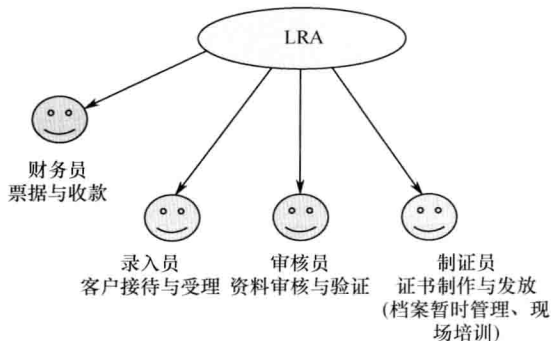 LRA
财务员
票据与收款
录入员
客户接待与受理
审核员
资料审核与验证
制证员
证书制作与发放
(档案暂时管理、现
场培训)